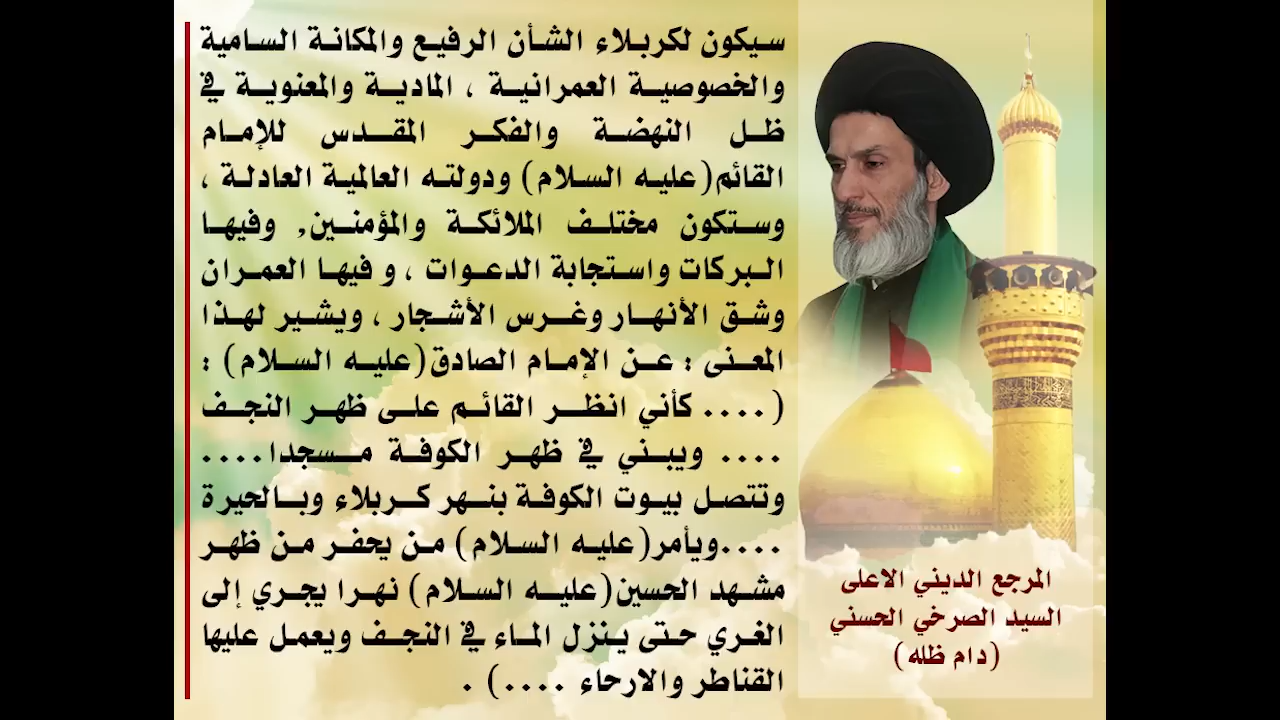 سيكون لكربلاء الشأن الرفيع والمكانة السامية
والخصوصية العمرانية ، المادية والمعنوية في
ظل النهضة والفكر المقدس للإمام
القائم(عليه السلام) ودولته العالمية العادلة ،
وستكون مختلف الملائكة والمؤمنين, وفيها
البركات واستجابة الدعوات ، و فيها العمران
وشق الأنهار وغرس الأشجار ، ويشير لهذا
المعنى : عن الإمام الصادق(عليه السلام) :
(.... كأني انظر القائم على ظهر النجف
.... ويبني في ظهر الكوفة مسجدا....
وتتصل بيوت الكوفة بنهر كربلاء وبالحيرة
....ويأمر(عليه السلام) من يحفر من ظهر
مشهد الحسين(عليه السلام) نهرا يجري إلى
الغري حتى ينزل الماء في النجف ويعمل عليها
القناطر والارحاء ....) .
المرجع الديني الاعلى
السيد الصرخي الحسني
(دام ظله)